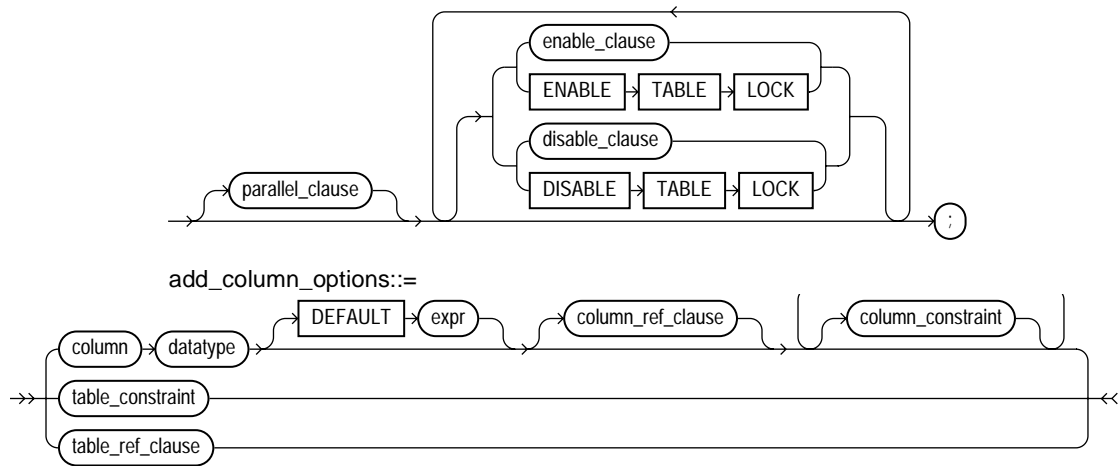 enable_clause
ENABLE TABLE LOCK
disable_clause
DISABLE TABLE LOCK
parallel_clause
;
add_column_options::=
DEFAULT expr column_ref_clause column_constraint
column datatype
table_constraint
table_ref_clause